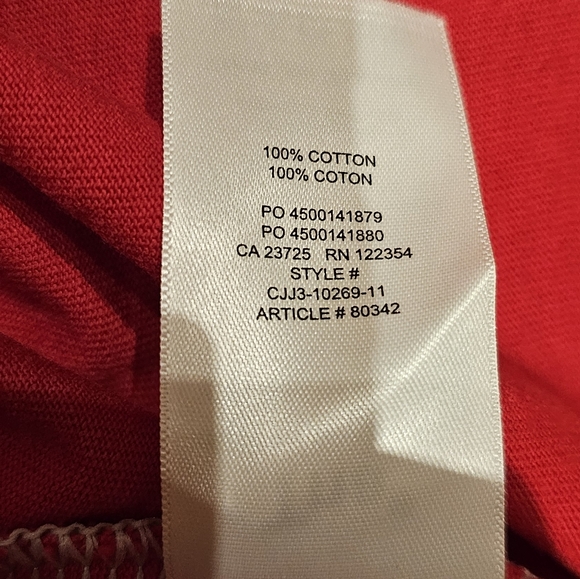 100% COTTON
100% COTON
PO 4500141879
PO 4500141880
CA 23725 RN 122354
STYLE #
CJJ3-10269-11
ARTICLE # 80342